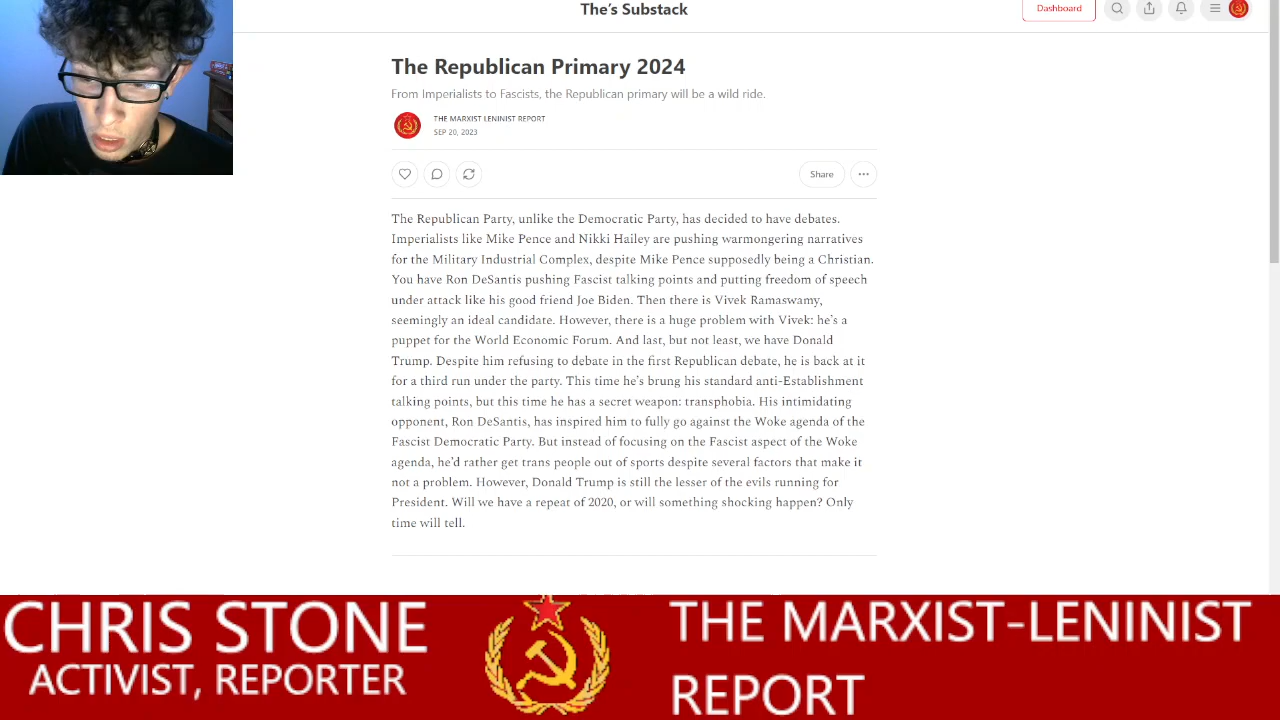 The's Substack
Dashboard
The Republican Primary 2024
From Imperialists to Fascists, the Republican primary will be a wild ride.
THE MARXIST LENINIST REPORT
SEP 20, 2023
Share
The Republican Party, unlike the Democratic Party, has decided to have debates.
Imperialists like Mike Pence and Nikki Hailey are pushing warmongering narratives
for the Military Industrial Complex, despite Mike Pence supposedly being a Christian.
You have Ron DeSantis pushing Fascist talking points and putting freedom of speech
under attack like his good friend Joe Biden. Then there is Vivek Ramaswamy,
seemingly an ideal candidate. However, there is a huge problem with Vivek: he's a
puppet for the World Economic Forum. And last, but not least, we have Donald
Trump. Despite him refusing to debate in the first Republican debate, he is back at it
for a third run under the party. This time he's brung his standard anti-Establishment
talking points, but this time he has a secret weapon: transphobia. His intimidating
opponent, Ron DeSantis, has inspired him to fully go against the Woke agenda of the
Fascist Democratic Party. But instead of focusing on the Fascist aspect of the Woke
agenda, he'd rather get trans people out of sports despite several factors that make it
not a problem. However, Donald Trump is still the lesser of the evils running for
President. Will we have a repeat of 2020, or will something shocking happen? Only
time will tell.
CHRIS STONE
ACTIVIST, REPORTER
THE MARXIST-LENINIST
REPORT